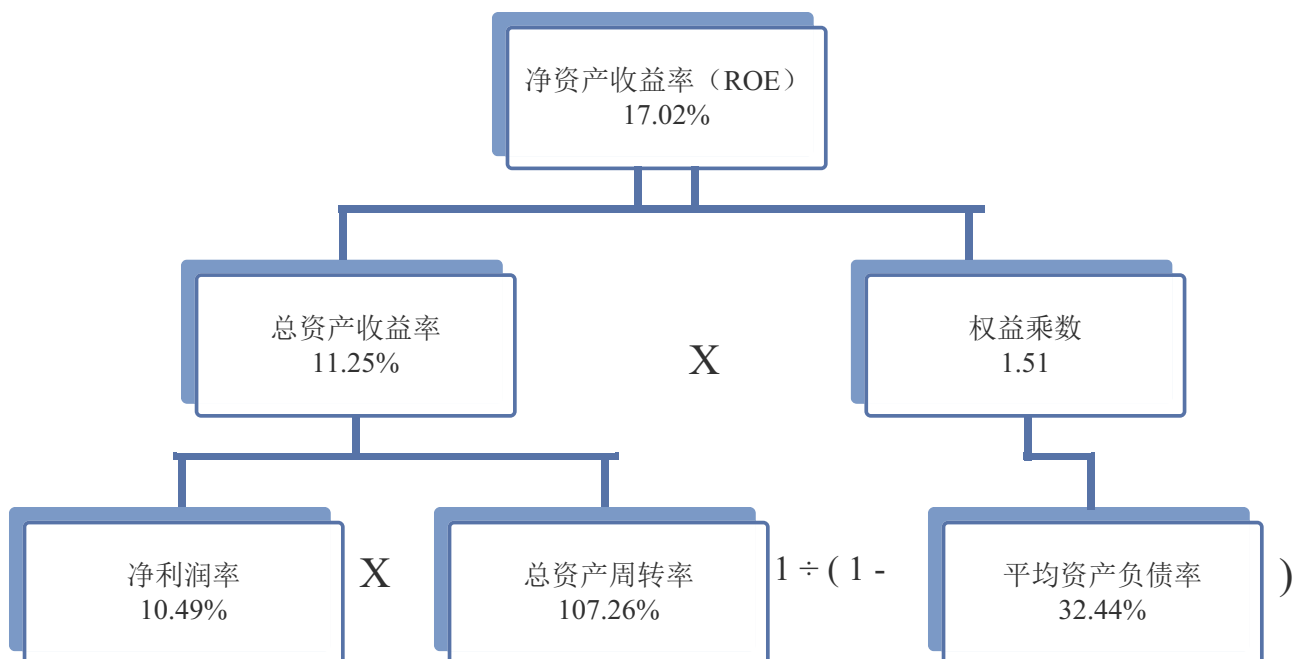 净资产收益率（ROE）
17.02%
总资产收益率
11.25%
X
权益乘数
1.51
净利润率
10.49%
X
总资产周转率
107.26%
1 ÷ ( 1 -
平均资产负债率
32.44%
)